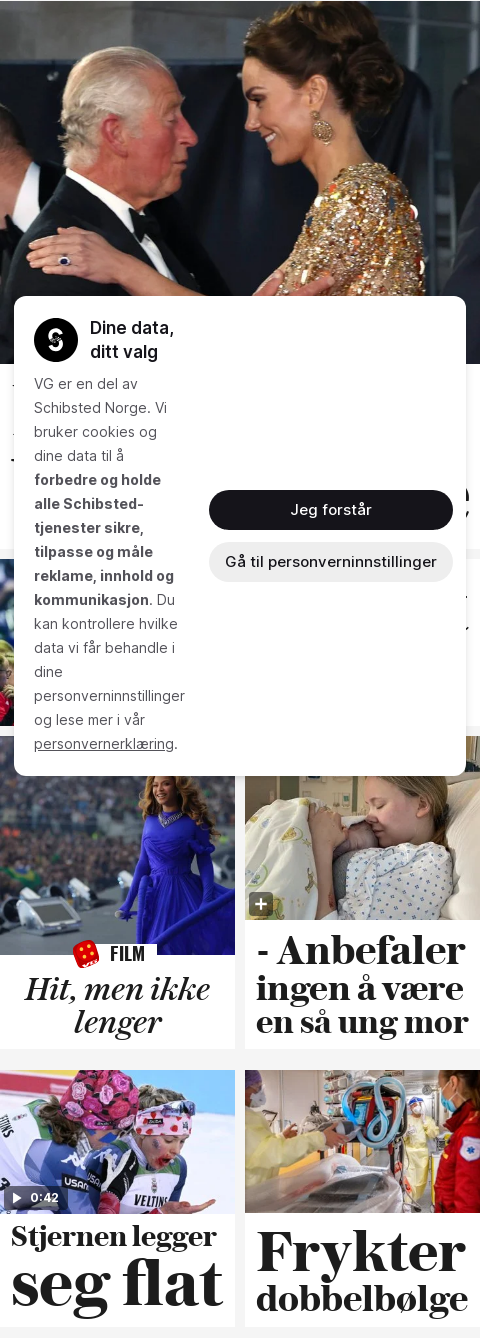 Dine data,
ditt valg
VG er en del av
Schibsted Norge. Vi
bruker cookies og
dine data til å
forbedre og holde
alle Schibsted-
tjenester sikre,
tilpasse og måle
reklame, innhold og
kommunikasjon. Du
kan kontrollere hvilke
data vi får behandle i
dine
personverninnstillinger
og lese mer i vår
personvernerklæring.
Jeg forstår
Gå til personverninnstillinger
FILM
Hit, men ikke
lenger
- Anbefaler
ingen å være
en så ung mor
0:42
USA
VELTINS
Stjernen legger
seg flat
Frykter
dobbelbølge